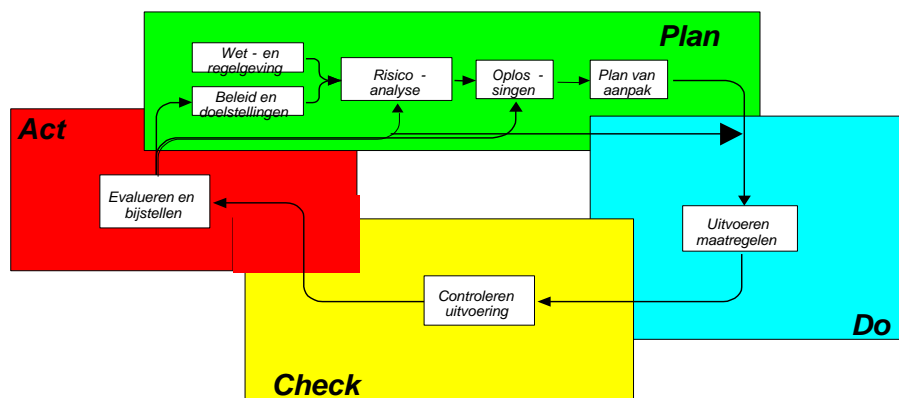 Plan
Wet - en
regelgeving
Beleid en
doelstellingen
Risico -
analyse
Oplos -
singen
Plan van
aanpak
Act
Evalueren en
bijstellen
Uitvoeren
maatregelen
Controleren
uitvoering
Do
Check